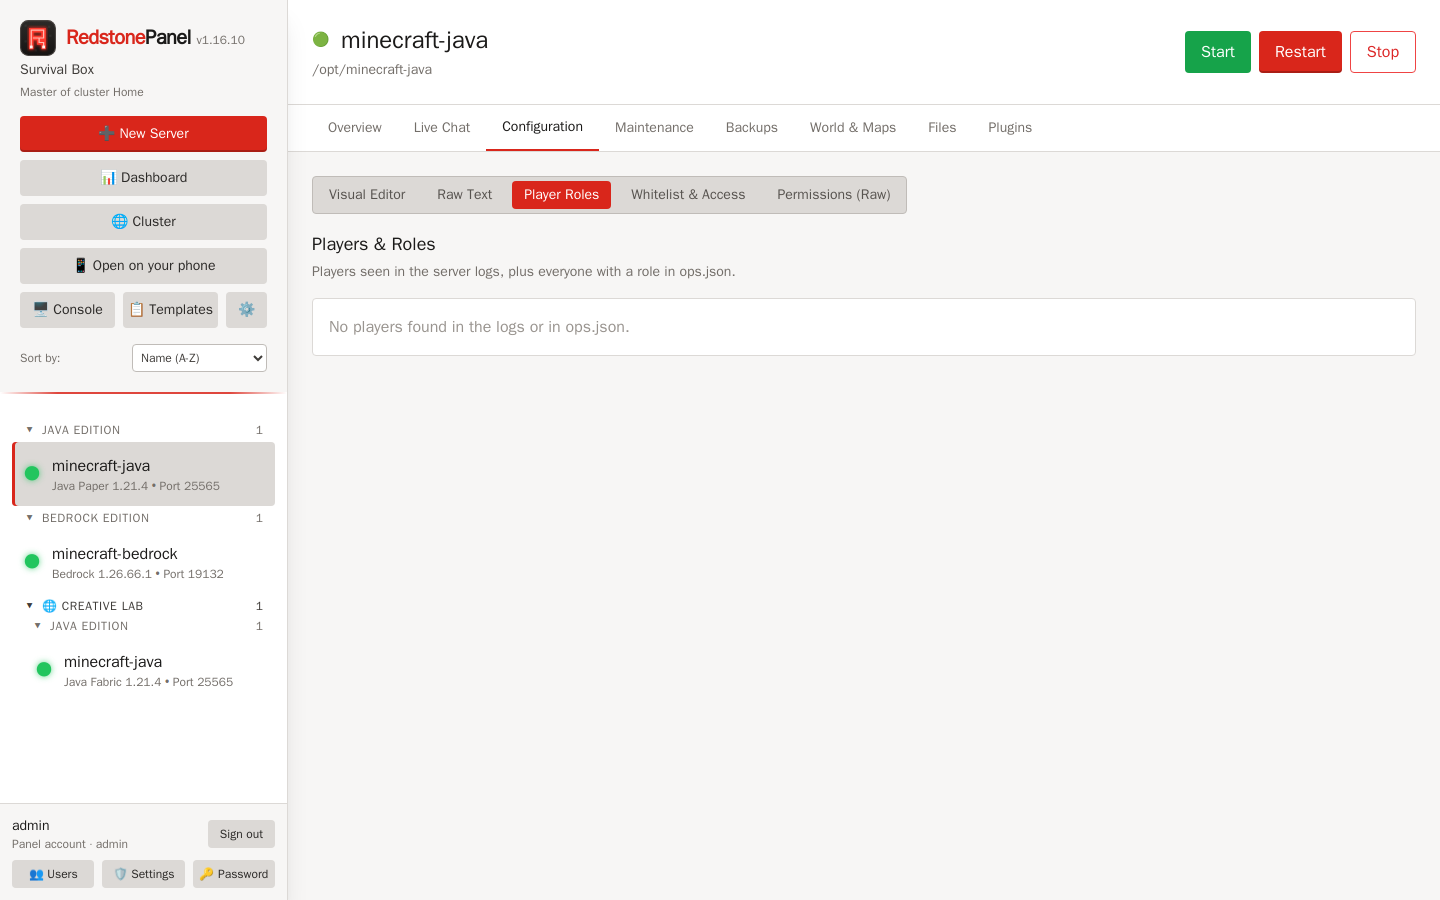 RedstonePanel v1.16.10
Survival Box
Master of cluster Home
➕ New Server
📊 Dashboard
🌐 Cluster
📱 Open on your phone
🖥️ Console
📋 Templates
⚙️
Sort by:
Name (A-Z)
▼ JAVA EDITION 1
minecraft-java
Java Paper 1.21.4 • Port 25565
▼ BEDROCK EDITION 1
minecraft-bedrock
Bedrock 1.26.66.1 • Port 19132
▼ 🌐 CREATIVE LAB 1
▼ JAVA EDITION 1
minecraft-java
Java Fabric 1.21.4 • Port 25565
admin
Panel account · admin
Sign out
👥 Users
🛡️ Settings
🔑 Password
🟢 minecraft-java
/opt/minecraft-java
Start
Restart
Stop
Overview
Live Chat
Configuration
Maintenance
Backups
World & Maps
Files
Plugins
Visual Editor
Raw Text
Player Roles
Whitelist & Access
Permissions (Raw)
Players & Roles
Players seen in the server logs, plus everyone with a role in ops.json.
No players found in the logs or in ops.json.